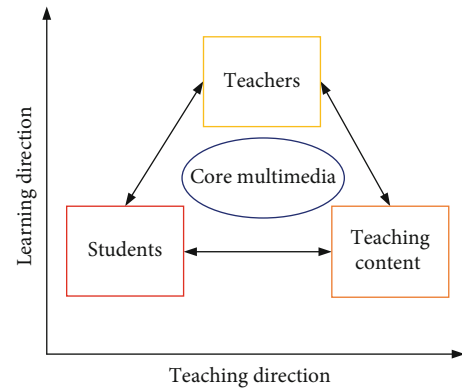 Teachers
Core multimedia
Students
Teaching
content
Learning direction
Teaching direction